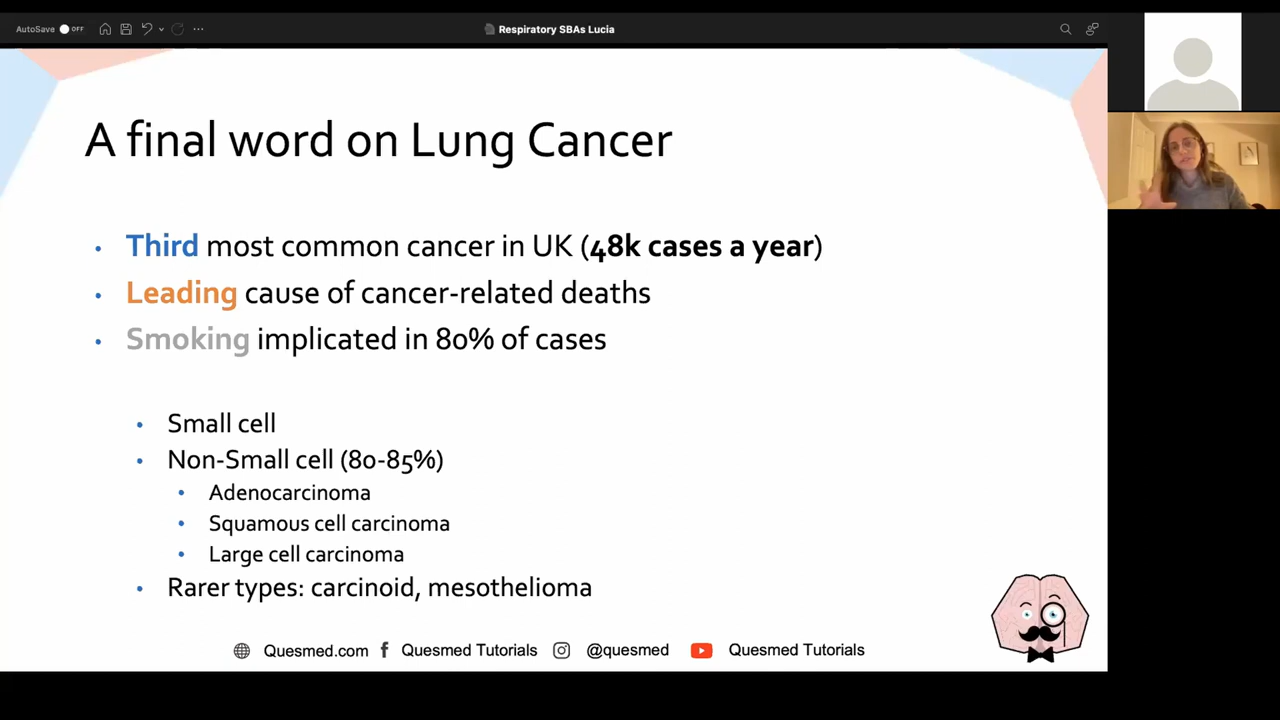 AutoSave OFF
Respiratory SBAs Lucia
A final word on Lung Cancer
• Third most common cancer in UK (48k cases a year)
• Leading cause of cancer-related deaths
• Smoking implicated in 80% of cases
• Small cell
• Non-Small cell (80-85%)
• Adenocarcinoma
• Squamous cell carcinoma
• Large cell carcinoma
• Rarer types: carcinoid, mesothelioma
Quesmed.com Quesmed Tutorials @quesmed Quesmed Tutorials